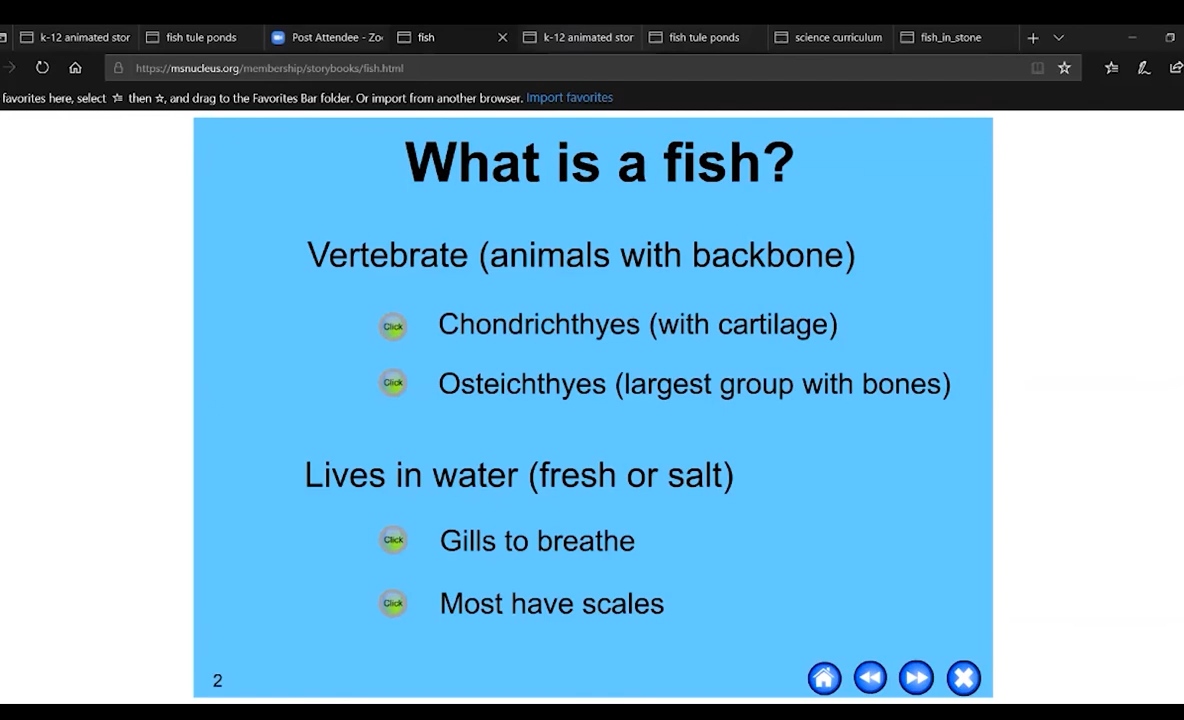 k-12 animated stor
fish tule ponds
Post Attendee - Zo
fish
k-12 animated stor
fish tule ponds
science curriculum
fish_in_stone
https://msnucleus.org/membership/storybooks/fish.html
favorites here, select then , and drag to the Favorites Bar folder. Or import from another browser. Import favorites
What is a fish?
Vertebrate (animals with backbone)
Click Chondrichthyes (with cartilage)
Click Osteichthyes (largest group with bones)
Lives in water (fresh or salt)
Click Gills to breathe
Click Most have scales
2